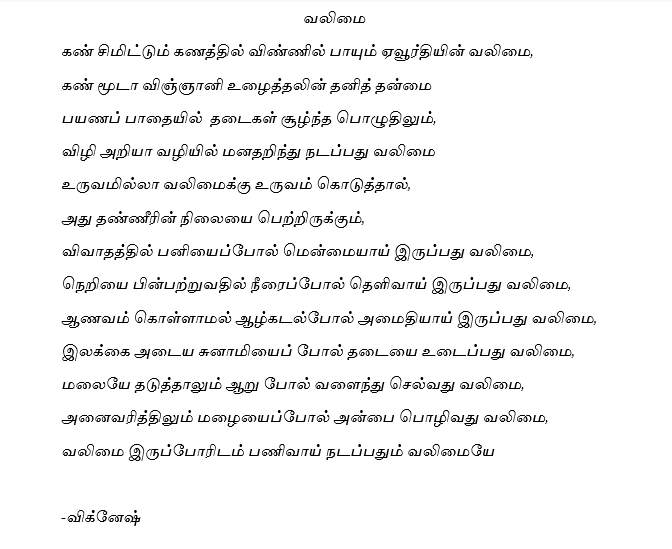 வலிமை
கண் சிமிட்டும் கணத்தில் விண்ணில் பாயும் ஏவூர்தியின் வலிமை,
கண் மூடா விஞ்ஞானி உழைத்தலின் தனித் தன்மை
பயணப் பாதையில் தடைகள் சூழ்ந்த பொழுதிலும்,
விழி அறியா வழியில் மனதறிந்து நடப்பது வலிமை
உருவமில்லா வலிமைக்கு உருவம் கொடுத்தால்,
அது தண்ணீரின் நிலையை பெற்றிருக்கும்,
விவாதத்தில் பனியைப்போல் மென்மையாய் இருப்பது வலிமை,
நெறியை பின்பற்றுவதில் நீரைப்போல் தெளிவாய் இருப்பது வலிமை,
ஆணவம் கொள்ளாமல் ஆழ்கடல்போல் அமைதியாய் இருப்பது வலிமை,
இலக்கை அடைய சுனாமியைப் போல் தடையை உடைப்பது வலிமை,
மலையே தடுத்தாலும் ஆறு போல் வளைந்து செல்வது வலிமை,
அனைவரித்திலும் மழையைப்போல் அன்பை பொழிவது வலிமை,
வலிமை இருப்போரிடம் பணிவாய் நடப்பதும் வலிமையே
-விக்னேஷ்